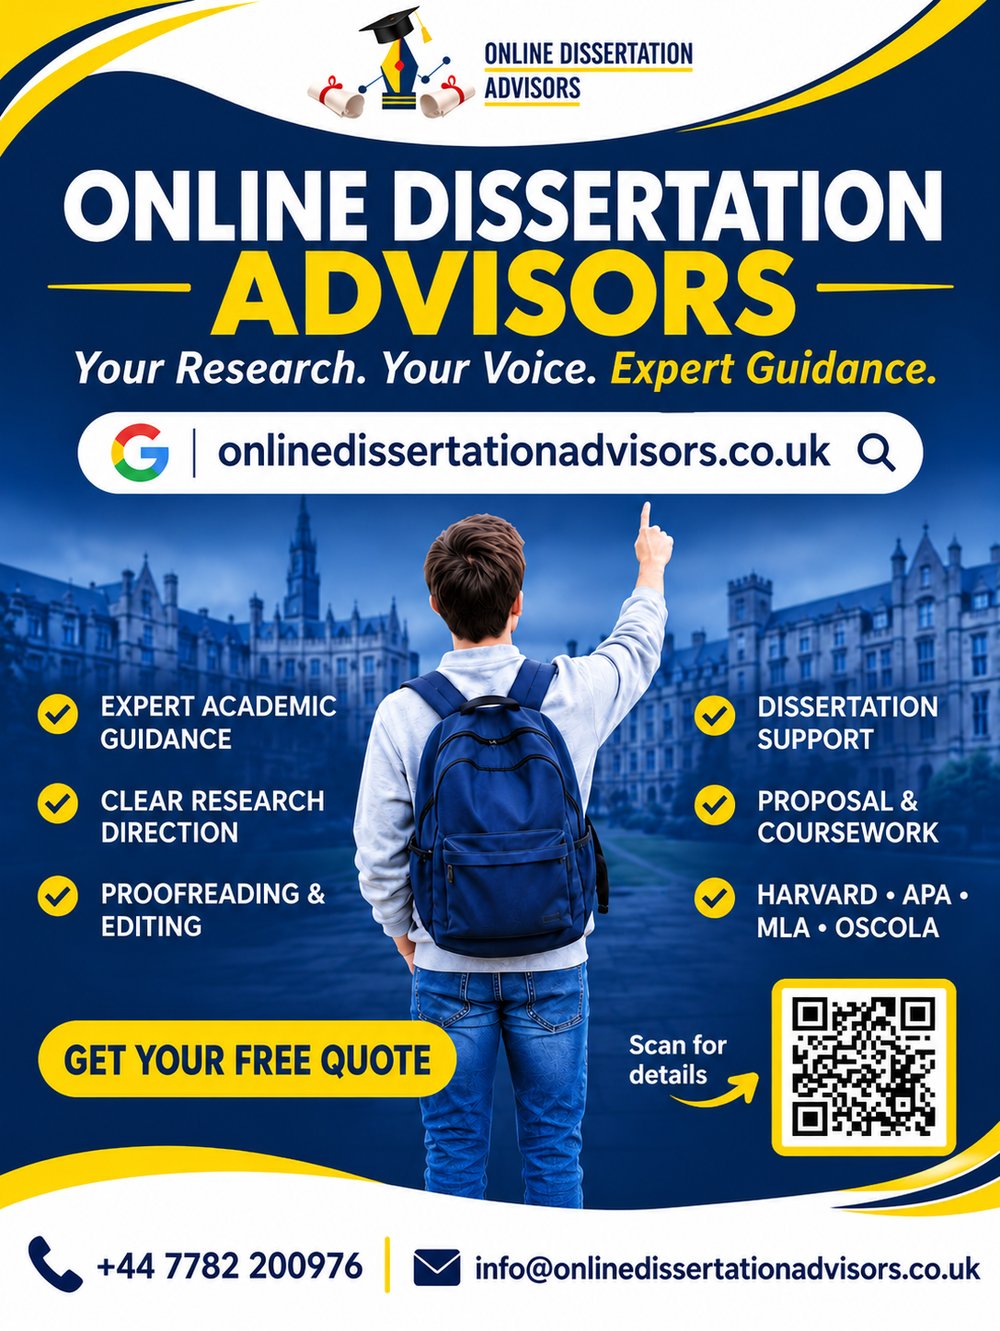 ONLINE DISSERTATION
ADVISORS
ONLINE DISSERTATION
ADVISORS
Your Research. Your Voice. Expert Guidance.
onlinedissertationadvisors.co.uk
EXPERT ACADEMIC
GUIDANCE
CLEAR RESEARCH
DIRECTION
PROOFREADING &
EDITING
DISSERTATION
SUPPORT
PROPOSAL &
COURSEWORK
HARVARD • APA •
MLA • OSCOLA
GET YOUR FREE QUOTE
Scan for
details
+44 7782 200976
info@onlinedissertationadvisors.co.uk